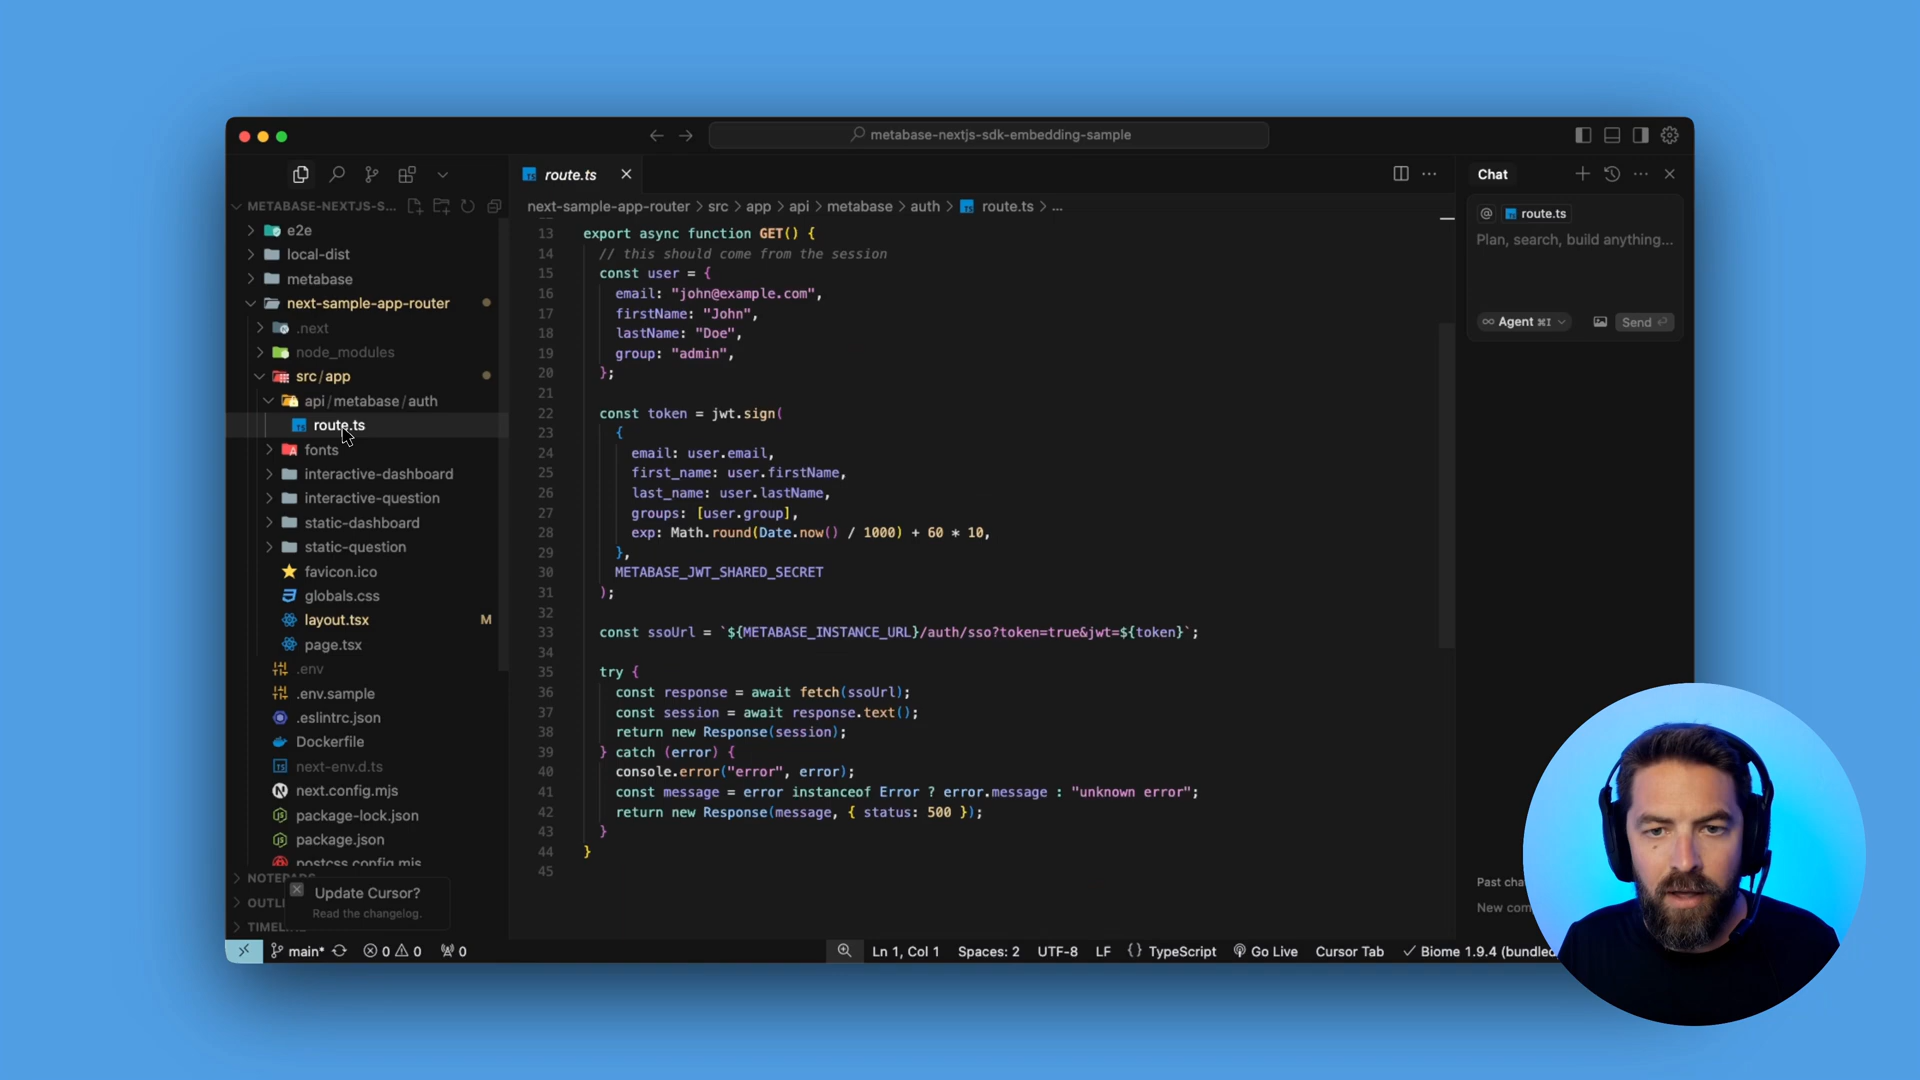 metabase-nextjs-sdk-embedding-sample
METABASE-NEXTJS-S...
e2e
local-dist
metabase
next-sample-app-router
.next
node_modules
src/app
api/metabase/auth
route.ts
fonts
interactive-dashboard
interactive-question
static-dashboard
static-question
favicon.ico
globals.css
layout.tsx M
page.tsx
.env
.env.sample
.eslintrc.json
Dockerfile
next-env.d.ts
next.config.mjs
package-lock.json
package.json
postcss.config.mjs
Update Cursor?
Read the changelog.
route.ts
next-sample-app-router > src > app > api > metabase > auth > route.ts > ...
13 export async function GET() {
14 // this should come from the session
15 const user = {
16 email: "john@example.com",
17 firstName: "John",
18 lastName: "Doe",
19 group: "admin",
20 };
21
22 const token = jwt.sign(
23 {
24 email: user.email,
25 first_name: user.firstName,
26 last_name: user.lastName,
27 groups: [user.group],
28 exp: Math.round(Date.now() / 1000) + 60 * 10,
29 },
30 METABASE_JWT_SHARED_SECRET
31 );
32
33 const ssoUrl = `${METABASE_INSTANCE_URL}/auth/sso?token=true&jwt=${token}`;
34
35 try {
36 const response = await fetch(ssoUrl);
37 const session = await response.text();
38 return new Response(session);
39 } catch (error) {
40 console.error("error", error);
41 const message = error instanceof Error ? error.message : "unknown error";
42 return new Response(message, { status: 500 });
43 }
44 }
45
Chat
@ route.ts
Plan, search, build anything...
Agent ⌘I
Send
Past cha
New com
main* 0 0 0
Ln 1, Col 1 Spaces: 2 UTF-8 LF {} TypeScript Go Live Cursor Tab Biome 1.9.4 (bundled